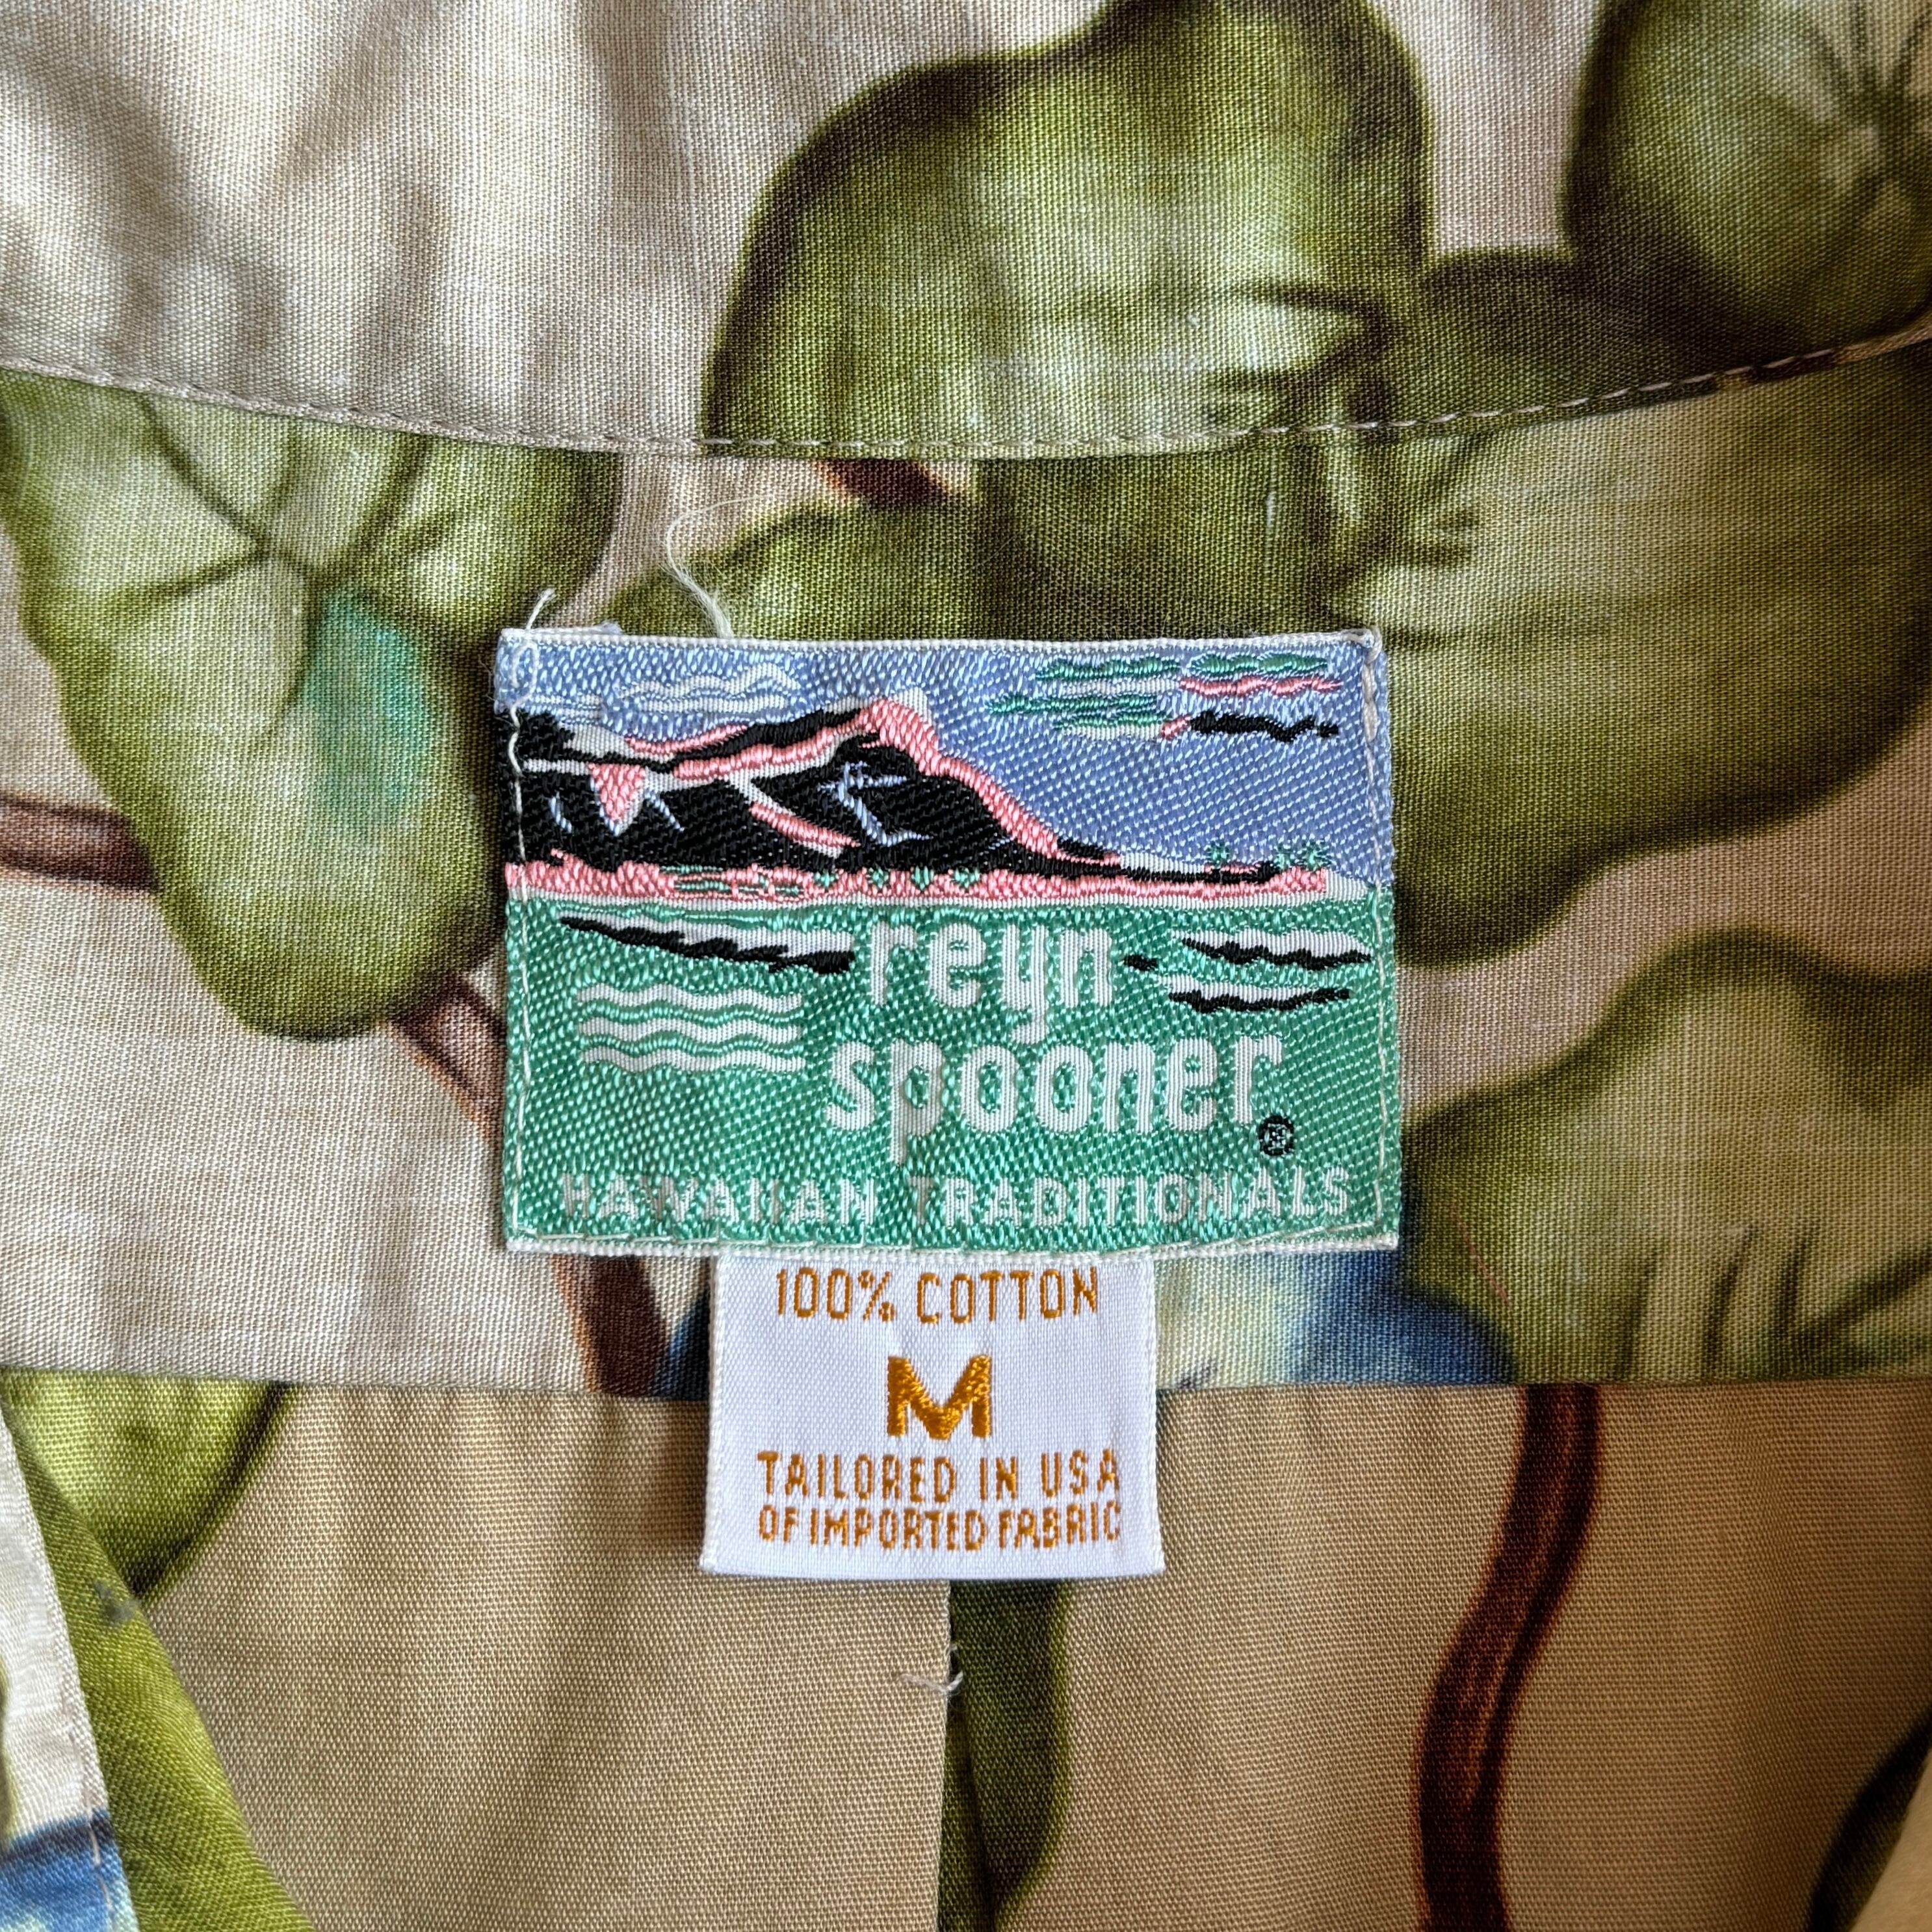 reyn
spooner®
HAWAIIAN TRADITIONALS
100% COTTON
M
TAILORED IN USA
OF IMPORTED FABRIC